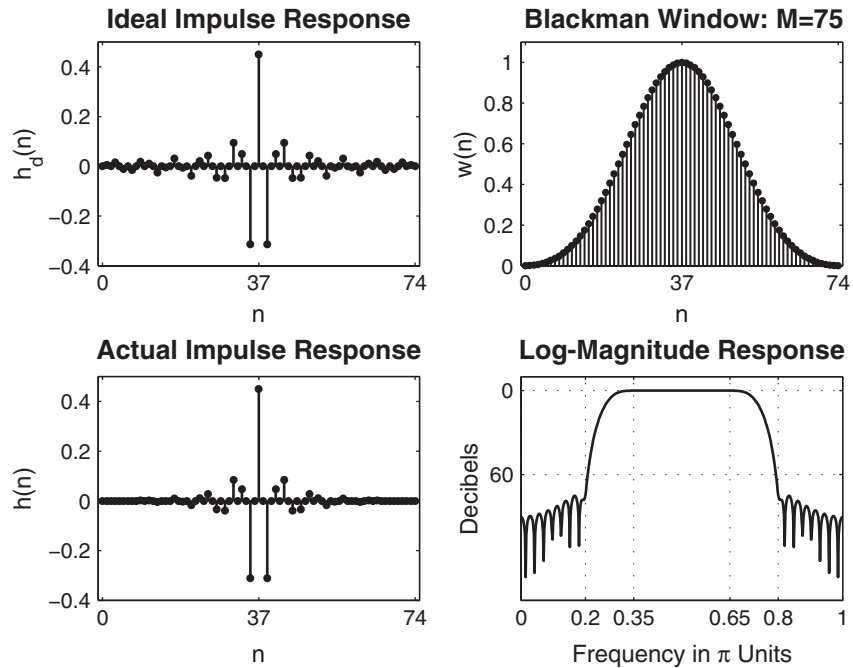 Ideal Impulse Response
0.4
0.2
0
−0.2
−0.4
h_d(n)
0 37 74
n
Blackman Window: M=75
1
0.8
0.6
0.4
0.2
0
w(n)
0 37 74
n
Actual Impulse Response
0.4
0.2
0
−0.2
−0.4
h(n)
0 37 74
n
Log-Magnitude Response
0
60
Decibels
0 0.2 0.35 0.65 0.8 1
Frequency in π Units